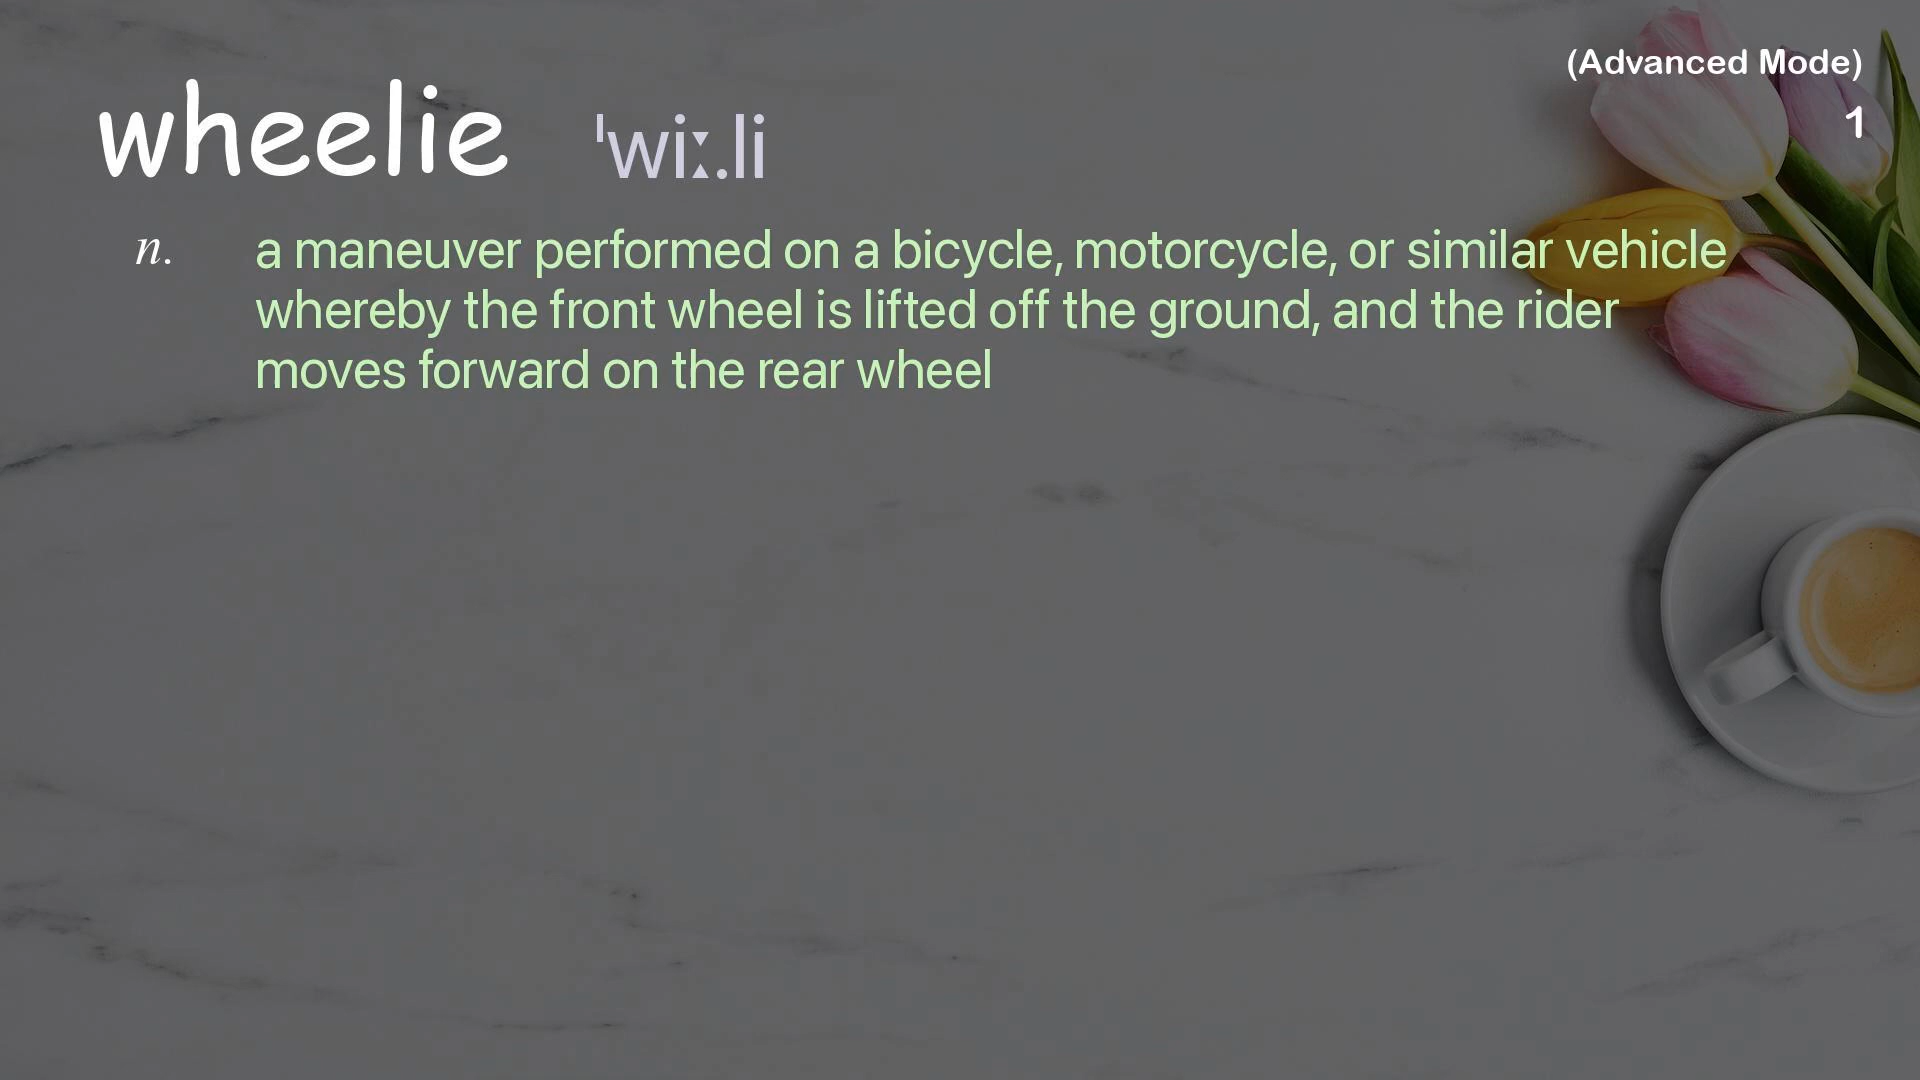 (Advanced Mode)
wheelie ˈwiː.li
1
n. a maneuver performed on a bicycle, motorcycle, or similar vehicle
whereby the front wheel is lifted off the ground, and the rider
moves forward on the rear wheel